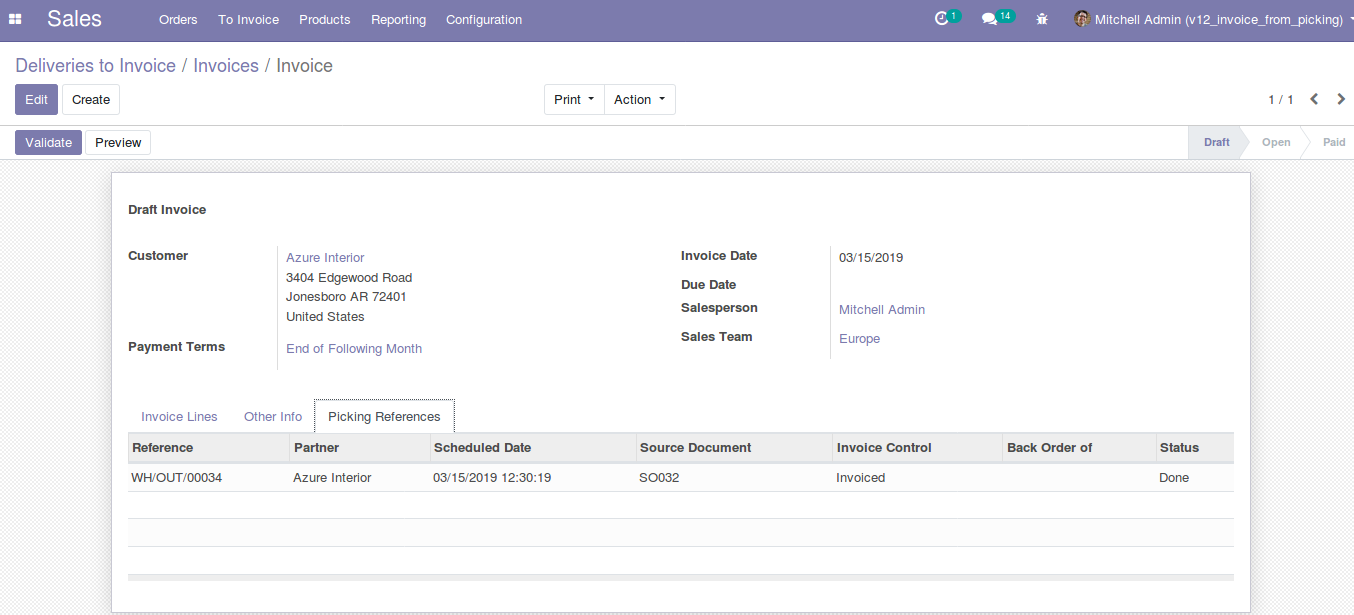 Sales Orders To Invoice Products Reporting Configuration 1 14 Mitchell Admin (v12_invoice_from_picking)
Deliveries to Invoice / Invoices / Invoice
Edit Create Print Action 1 / 1
Validate Preview Draft Open Paid
Draft Invoice
Customer Azure Interior Invoice Date 03/15/2019
3404 Edgewood Road
Jonesboro AR 72401 Due Date
United States Salesperson Mitchell Admin
Sales Team Europe
Payment Terms End of Following Month
Invoice Lines Other Info Picking References
Reference Partner Scheduled Date Source Document Invoice Control Back Order of Status
WH/OUT/00034 Azure Interior 03/15/2019 12:30:19 SO032 Invoiced Done